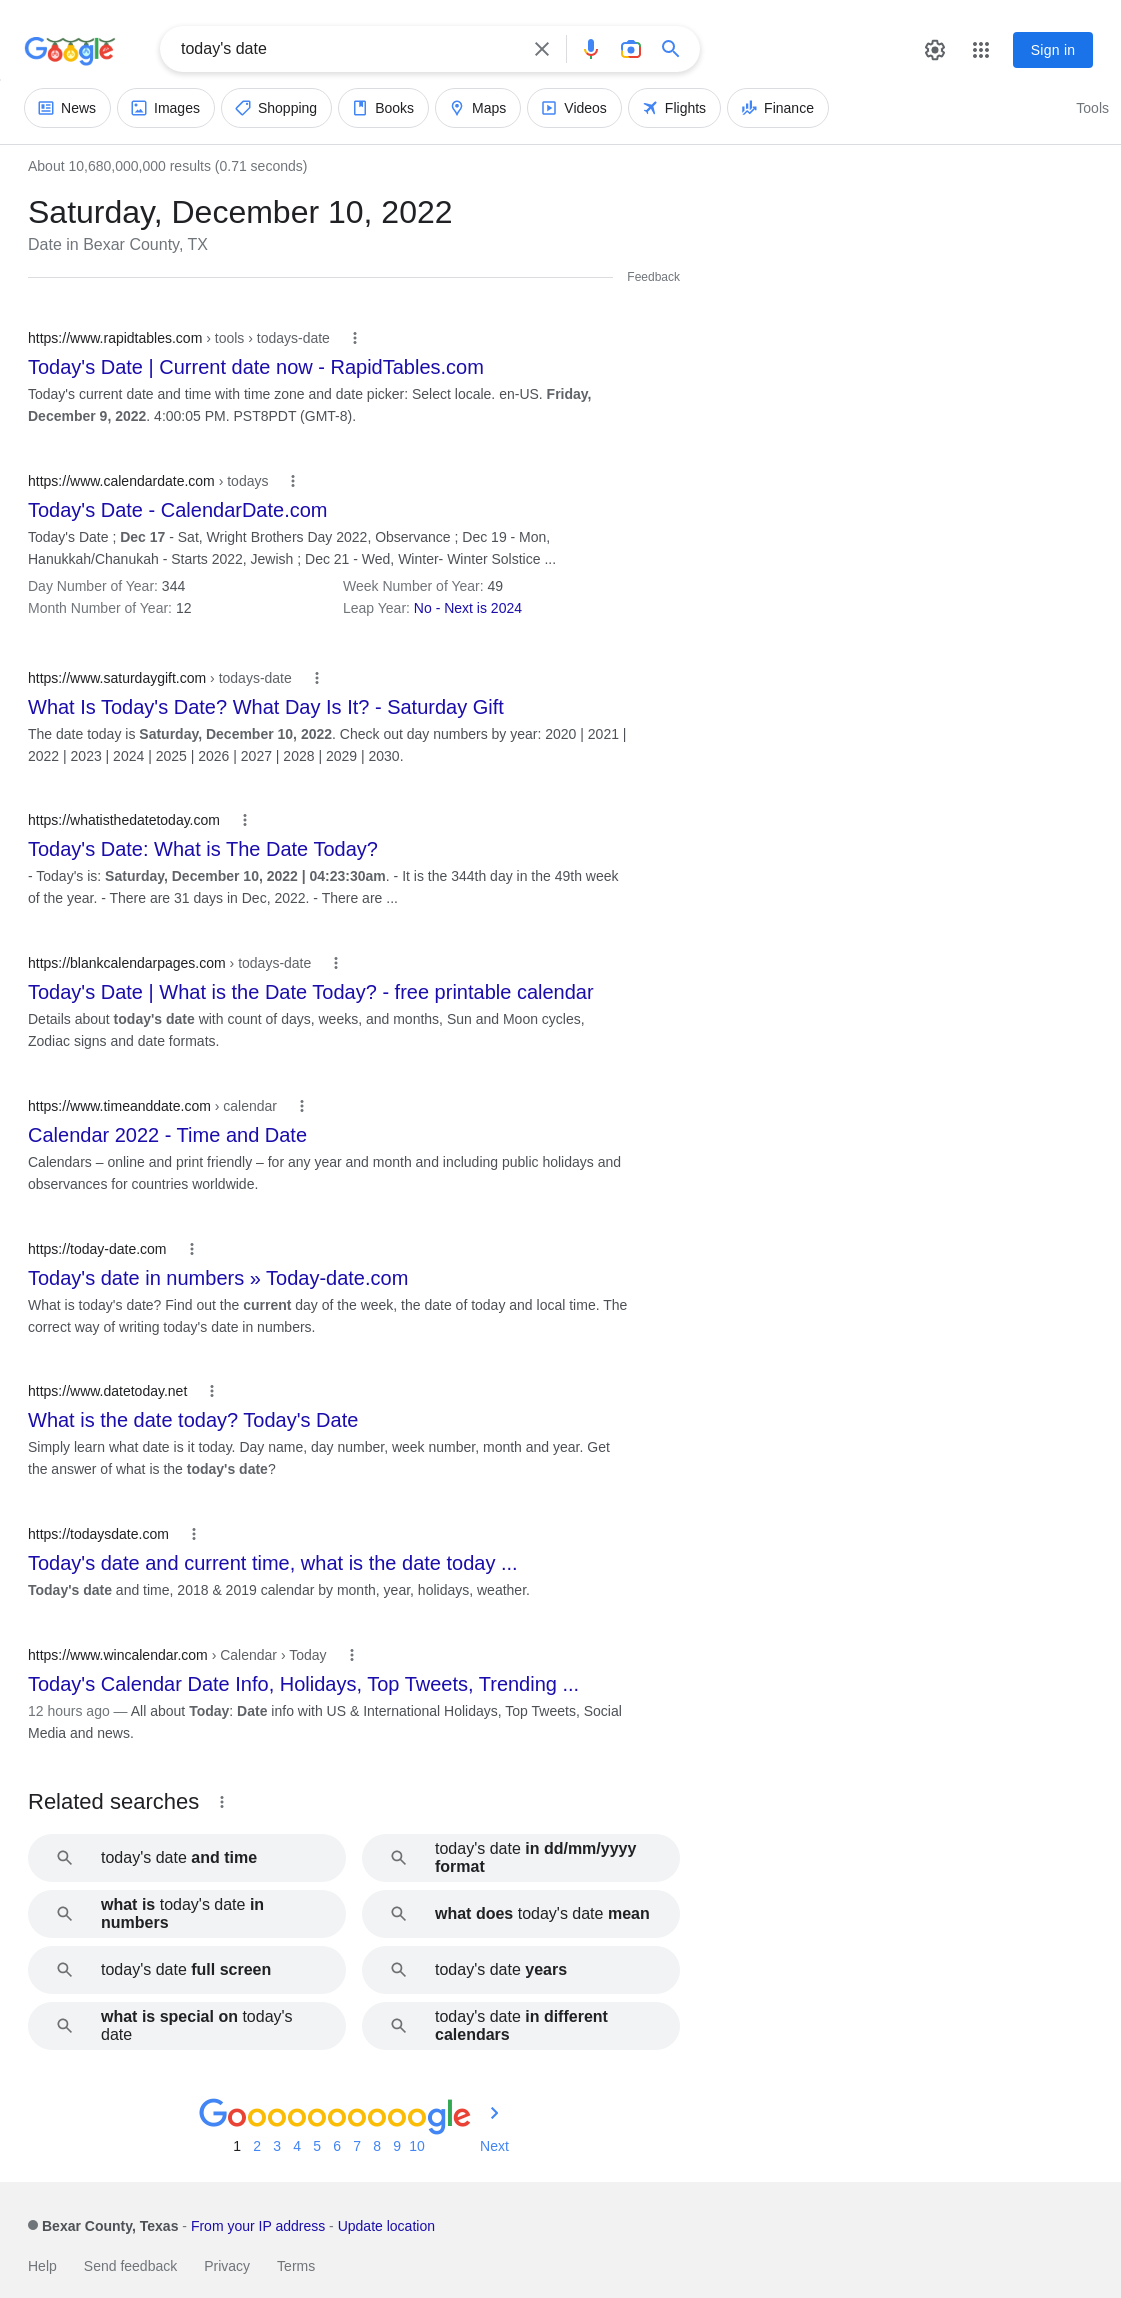 Google
today's date
Sign in
News
Images
Shopping
Books
Maps
Videos
Flights
Finance
Tools
About 10,680,000,000 results (0.71 seconds)
Saturday, December 10, 2022
Date in Bexar County, TX
Feedback
https://www.rapidtables.com › tools › todays-date
Today's Date | Current date now - RapidTables.com
Today's current date and time with time zone and date picker: Select locale. en-US. Friday,
December 9, 2022. 4:00:05 PM. PST8PDT (GMT-8).
https://www.calendardate.com › todays
Today's Date - CalendarDate.com
Today's Date ; Dec 17 - Sat, Wright Brothers Day 2022, Observance ; Dec 19 - Mon,
Hanukkah/Chanukah - Starts 2022, Jewish ; Dec 21 - Wed, Winter- Winter Solstice ...
Day Number of Year: 344
Week Number of Year: 49
Month Number of Year: 12
Leap Year: No - Next is 2024
https://www.saturdaygift.com › todays-date
What Is Today's Date? What Day Is It? - Saturday Gift
The date today is Saturday, December 10, 2022. Check out day numbers by year: 2020 | 2021 |
2022 | 2023 | 2024 | 2025 | 2026 | 2027 | 2028 | 2029 | 2030.
https://whatisthedatetoday.com
Today's Date: What is The Date Today?
- Today's is: Saturday, December 10, 2022 | 04:23:30am. - It is the 344th day in the 49th week
of the year. - There are 31 days in Dec, 2022. - There are ...
https://blankcalendarpages.com › todays-date
Today's Date | What is the Date Today? - free printable calendar
Details about today's date with count of days, weeks, and months, Sun and Moon cycles,
Zodiac signs and date formats.
https://www.timeanddate.com › calendar
Calendar 2022 - Time and Date
Calendars – online and print friendly – for any year and month and including public holidays and
observances for countries worldwide.
https://today-date.com
Today's date in numbers » Today-date.com
What is today's date? Find out the current day of the week, the date of today and local time. The
correct way of writing today's date in numbers.
https://www.datetoday.net
What is the date today? Today's Date
Simply learn what date is it today. Day name, day number, week number, month and year. Get
the answer of what is the today's date?
https://todaysdate.com
Today's date and current time, what is the date today ...
Today's date and time, 2018 & 2019 calendar by month, year, holidays, weather.
https://www.wincalendar.com › Calendar › Today
Today's Calendar Date Info, Holidays, Top Tweets, Trending ...
12 hours ago — All about Today: Date info with US & International Holidays, Top Tweets, Social
Media and news.
Related searches
today's date and time
today's date in dd/mm/yyyy
format
what is today's date in
numbers
what does today's date mean
today's date full screen
today's date years
what is special on today's
date
today's date in different
calendars
Goooooooooogle
1 2 3 4 5 6 7 8 9 10 Next
Bexar County, Texas - From your IP address - Update location
Help
Send feedback
Privacy
Terms